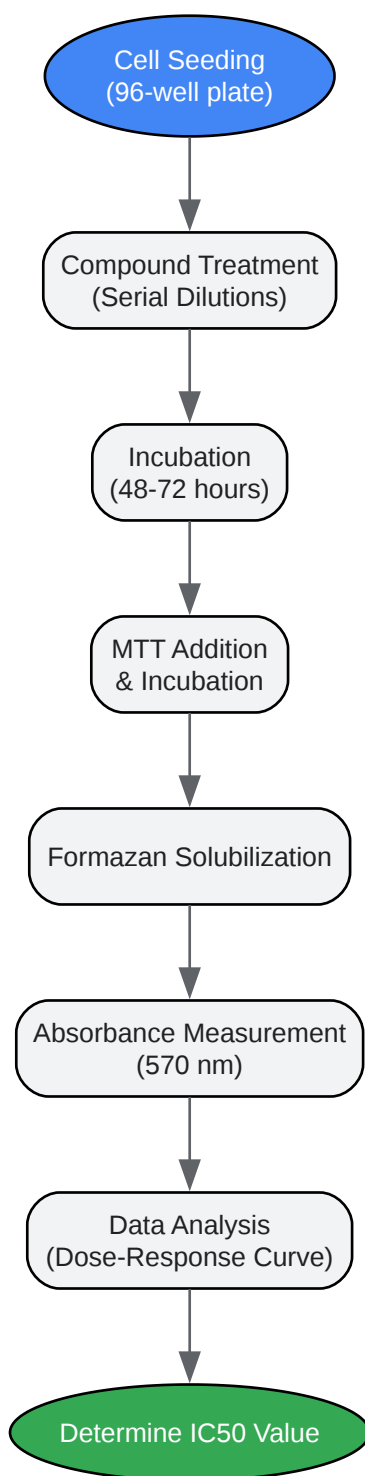 Cell Seeding
(96-well plate)
Compound Treatment
(Serial Dilutions)
Incubation
(48-72 hours)
MTT Addition
& Incubation
Formazan Solubilization
Absorbance Measurement
(570 nm)
Data Analysis
(Dose-Response Curve)
Determine IC50 Value